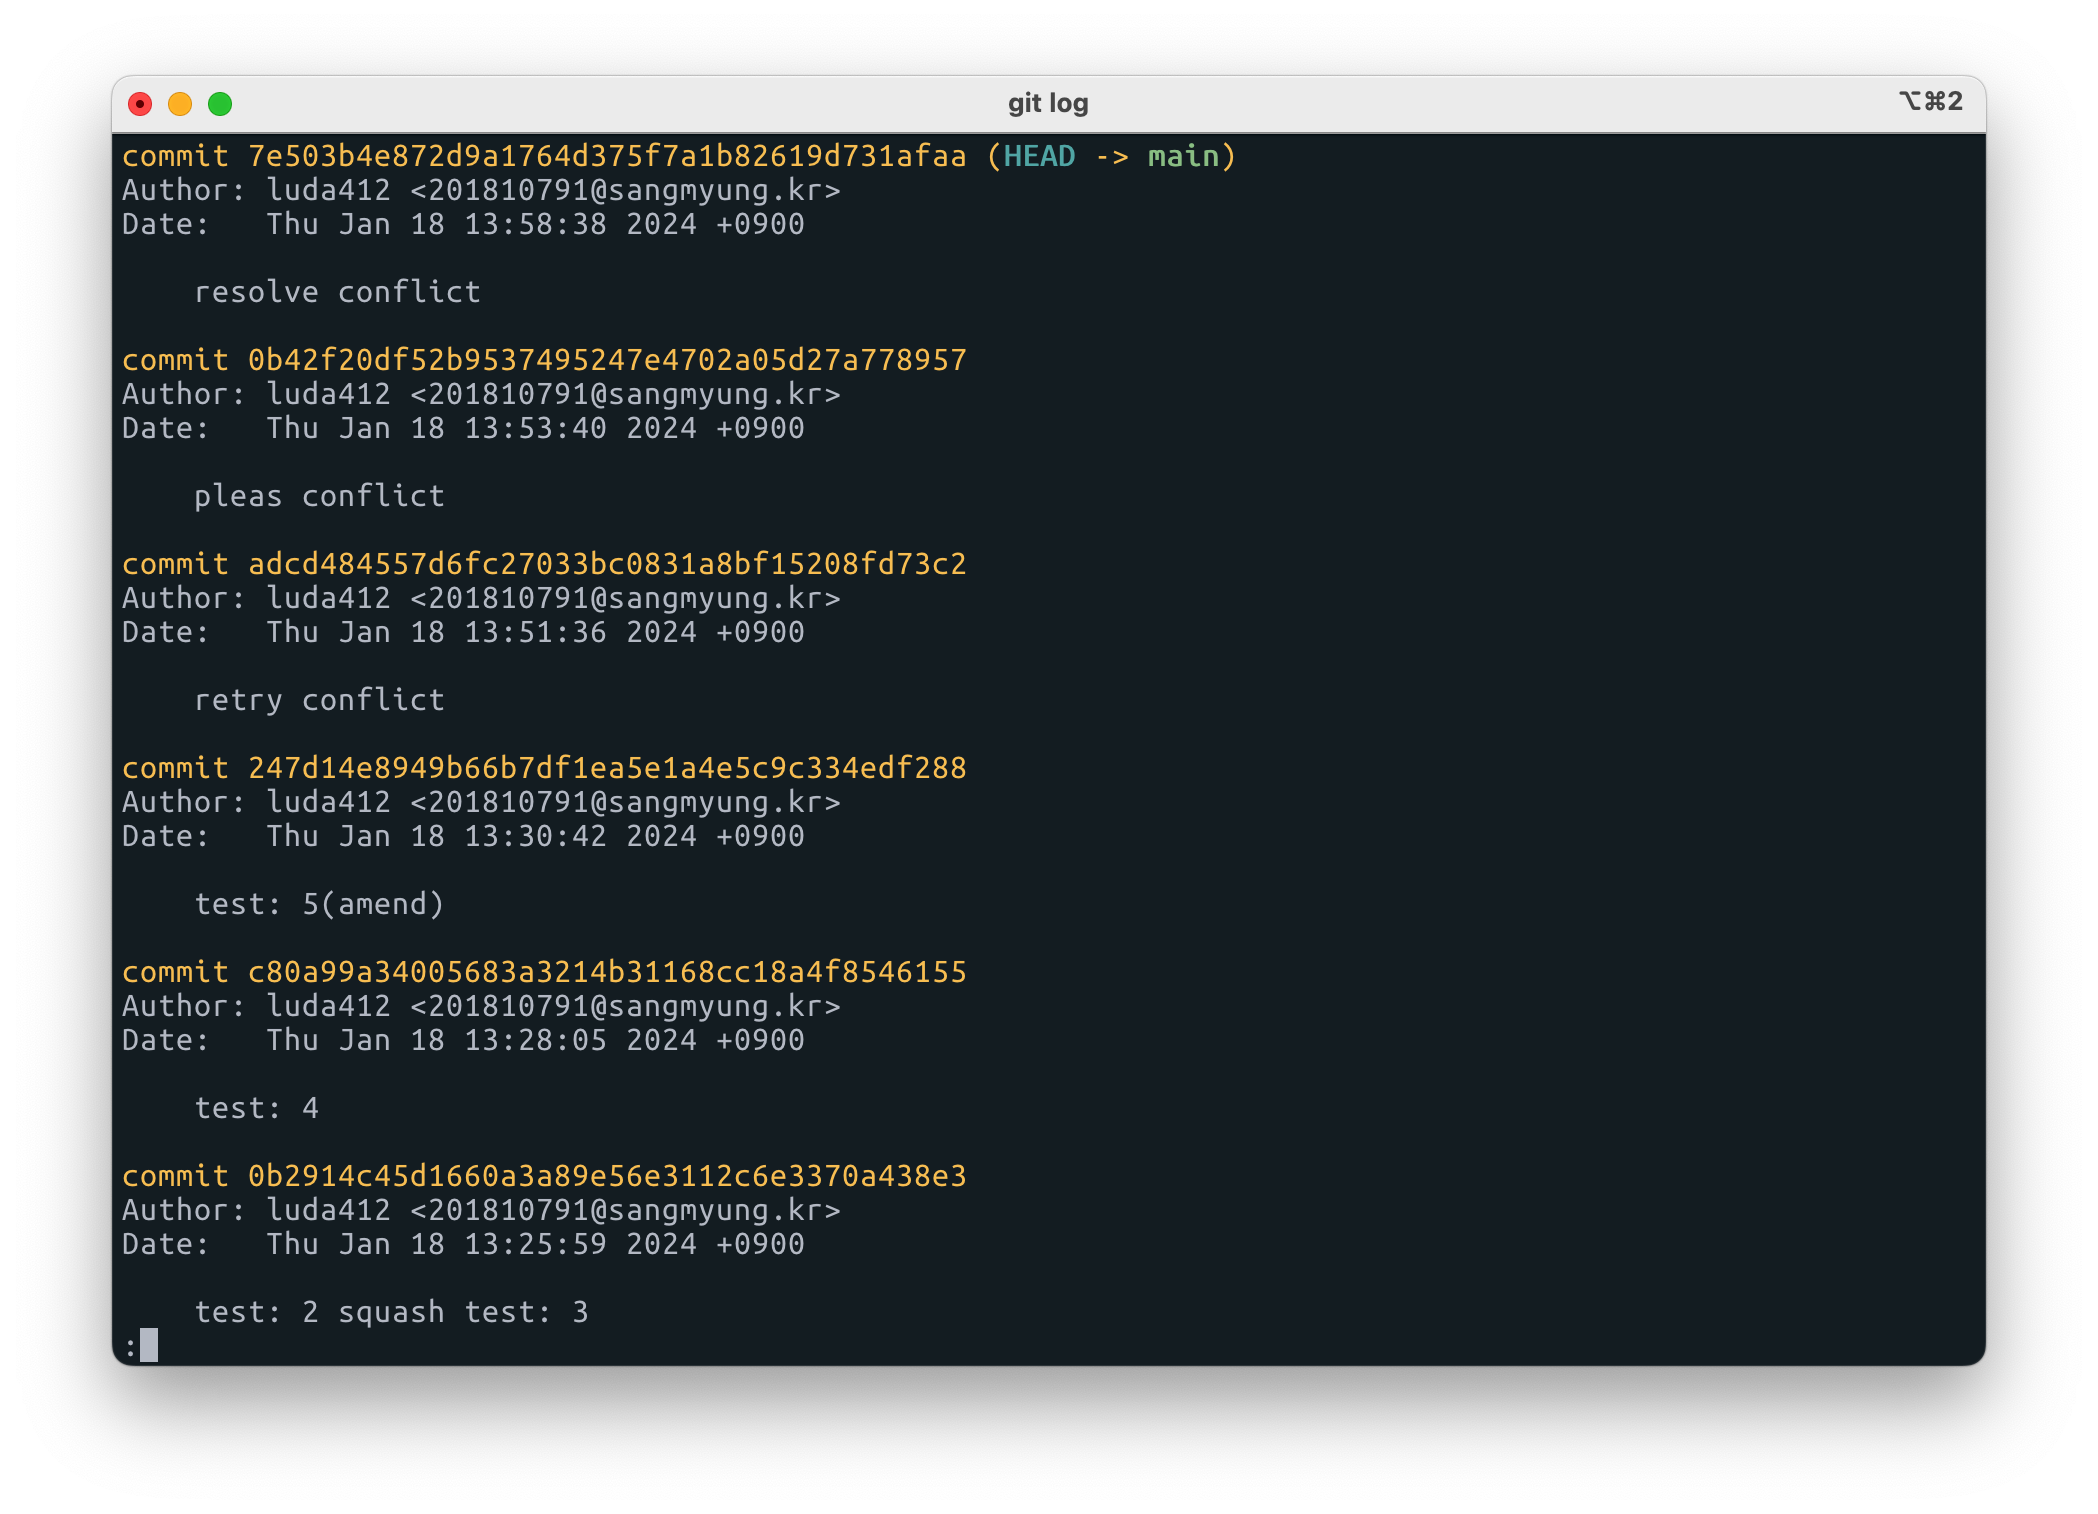 git log
⌥⌘2
commit 7e503b4e872d9a1764d375f7a1b82619d731afaa (HEAD -> main)
Author: luda412 <201810791@sangmyung.kr>
Date:   Thu Jan 18 13:58:38 2024 +0900
    resolve conflict
commit 0b42f20df52b9537495247e4702a05d27a778957
Author: luda412 <201810791@sangmyung.kr>
Date:   Thu Jan 18 13:53:40 2024 +0900
    pleas conflict
commit adcd484557d6fc27033bc0831a8bf15208fd73c2
Author: luda412 <201810791@sangmyung.kr>
Date:   Thu Jan 18 13:51:36 2024 +0900
    retry conflict
commit 247d14e8949b66b7df1ea5e1a4e5c9c334edf288
Author: luda412 <201810791@sangmyung.kr>
Date:   Thu Jan 18 13:30:42 2024 +0900
    test: 5(amend)
commit c80a99a34005683a3214b31168cc18a4f8546155
Author: luda412 <201810791@sangmyung.kr>
Date:   Thu Jan 18 13:28:05 2024 +0900
    test: 4
commit 0b2914c45d1660a3a89e56e3112c6e3370a438e3
Author: luda412 <201810791@sangmyung.kr>
Date:   Thu Jan 18 13:25:59 2024 +0900
    test: 2 squash test: 3
: